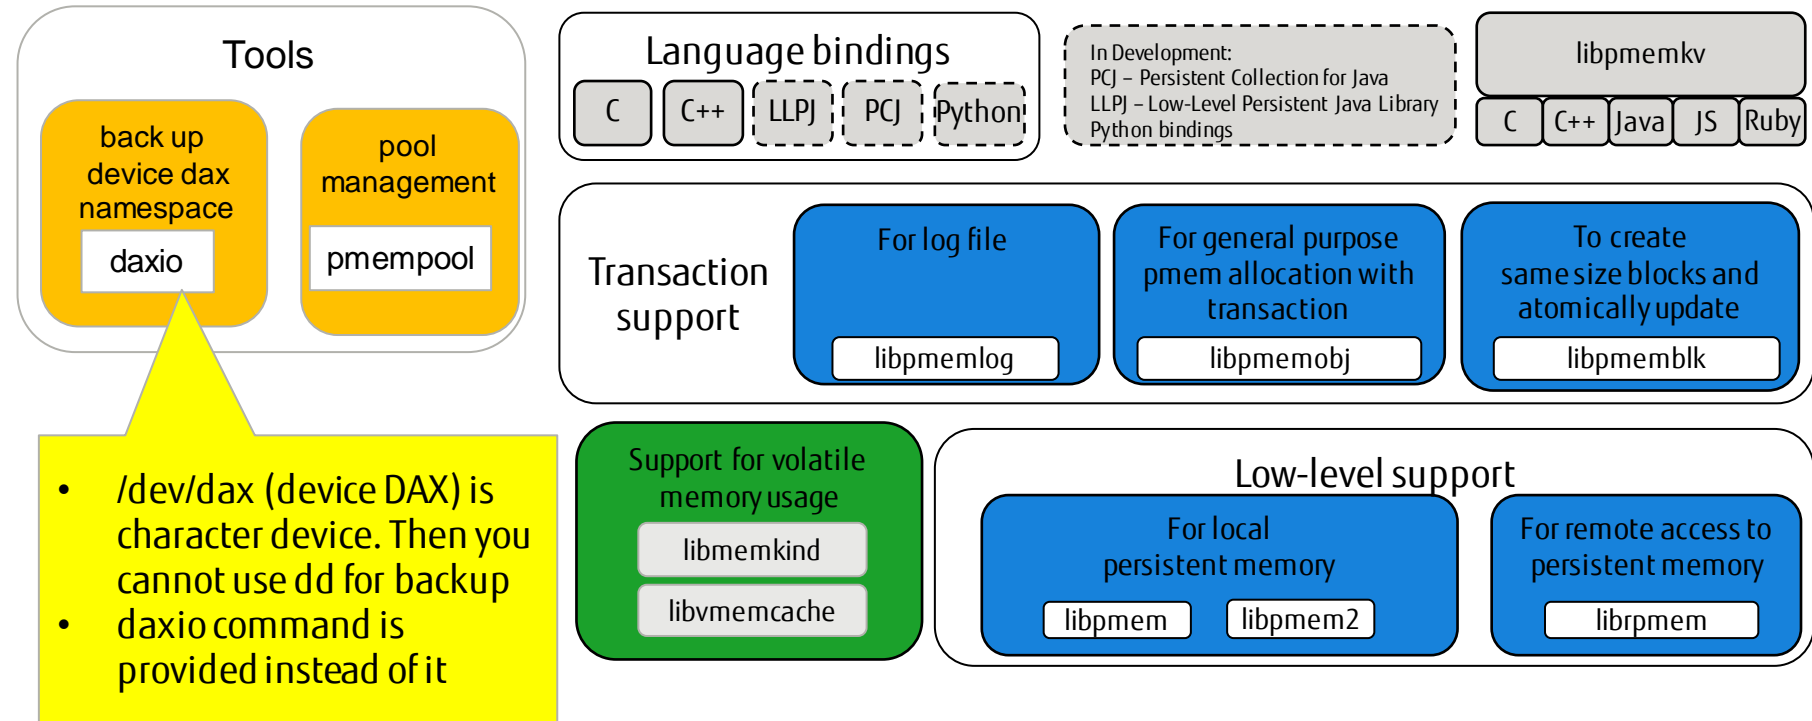 Tools
back up
device dax
namespace
daxio
pool
management
pmempool
• /dev/dax (device DAX) is
character device. Then you
cannot use dd for backup
• daxio command is
provided instead of it
Language bindings
C
C++
LLPJ
PCJ
Python
In Development:
PCJ – Persistent Collection for Java
LLPJ – Low-Level Persistent Java Library
Python bindings
libpmemkv
C
C++
Java
JS
Ruby
Transaction
support
For log file
libpmemlog
For general purpose
pmem allocation with
transaction
libpmemobj
To create
same size blocks and
atomically update
libpmemblk
Support for volatile
memory usage
libmemkind
libvmemcache
Low-level support
For local
persistent memory
libpmem
libpmem2
For remote access to
persistent memory
librpmem